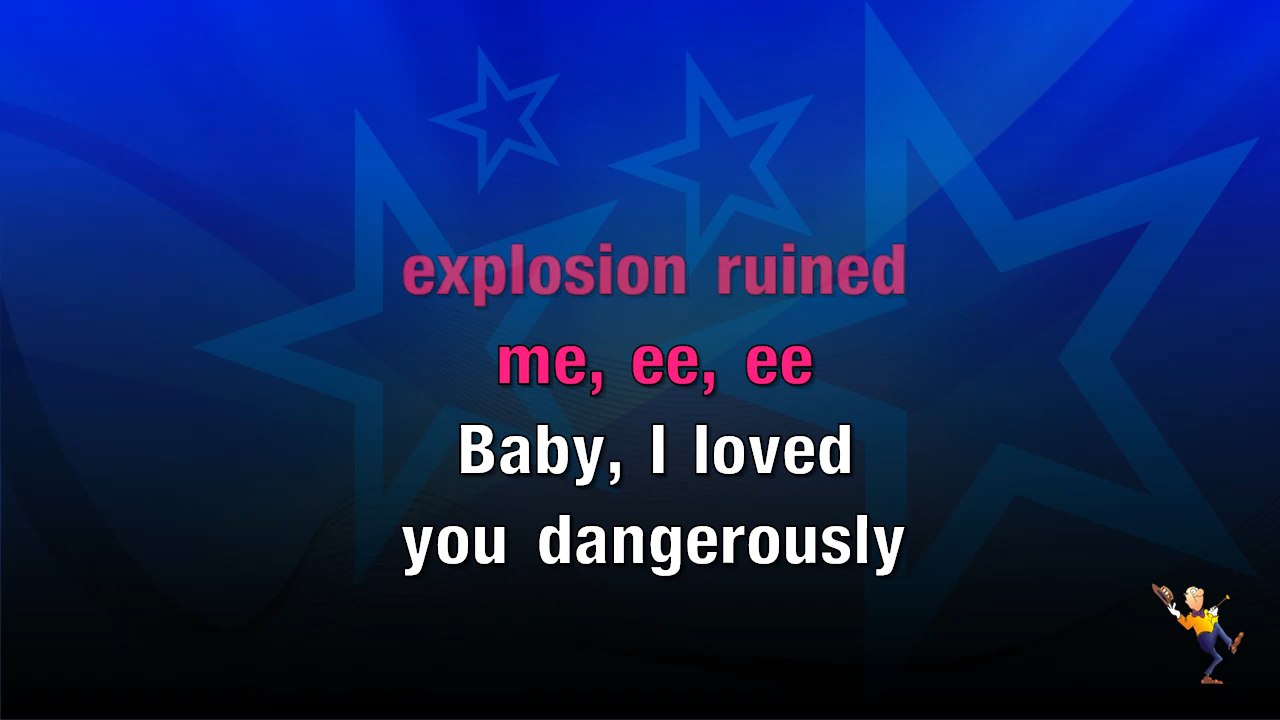 explosion ruined
me, ee, ee
Baby, I loved
you dangerously